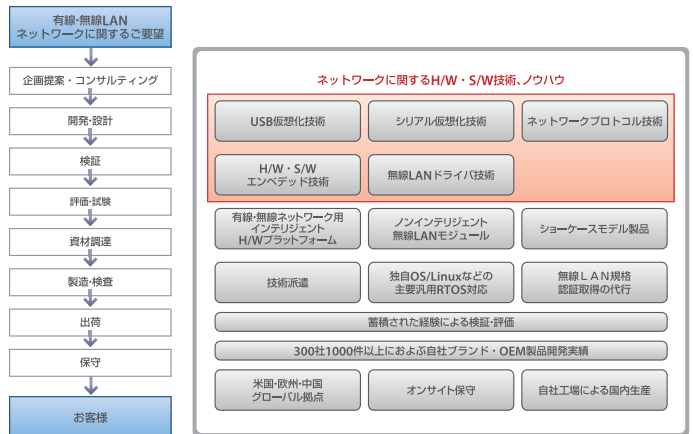 有線・無線LAN
ネットワークに関するご要望
企画提案・コンサルティング
開発・設計
検証
評価・試験
資材調達
製造・検査
出荷
保守
お客様
ネットワークに関するH/W・S/W技術、ノウハウ
USB仮想化技術
シリアル仮想化技術
ネットワークプロトコル技術
H/W・S/W
エンベデッド技術
無線LANドライバ技術
有線・無線ネットワーク用
インテリジェント
H/Wプラットフォーム
ノンインテリジェント
無線LANモジュール
ショーケースモデル製品
技術派遣
独自OS/Linuxなどの
主要汎用RTOS対応
無線ＬＡＮ規格
認証取得の代行
蓄積された経験による検証・評価
300社1000件以上におよぶ自社ブランド・OEM製品開発実績
米国・欧州・中国
グローバル拠点
オンサイト保守
自社工場による国内生産